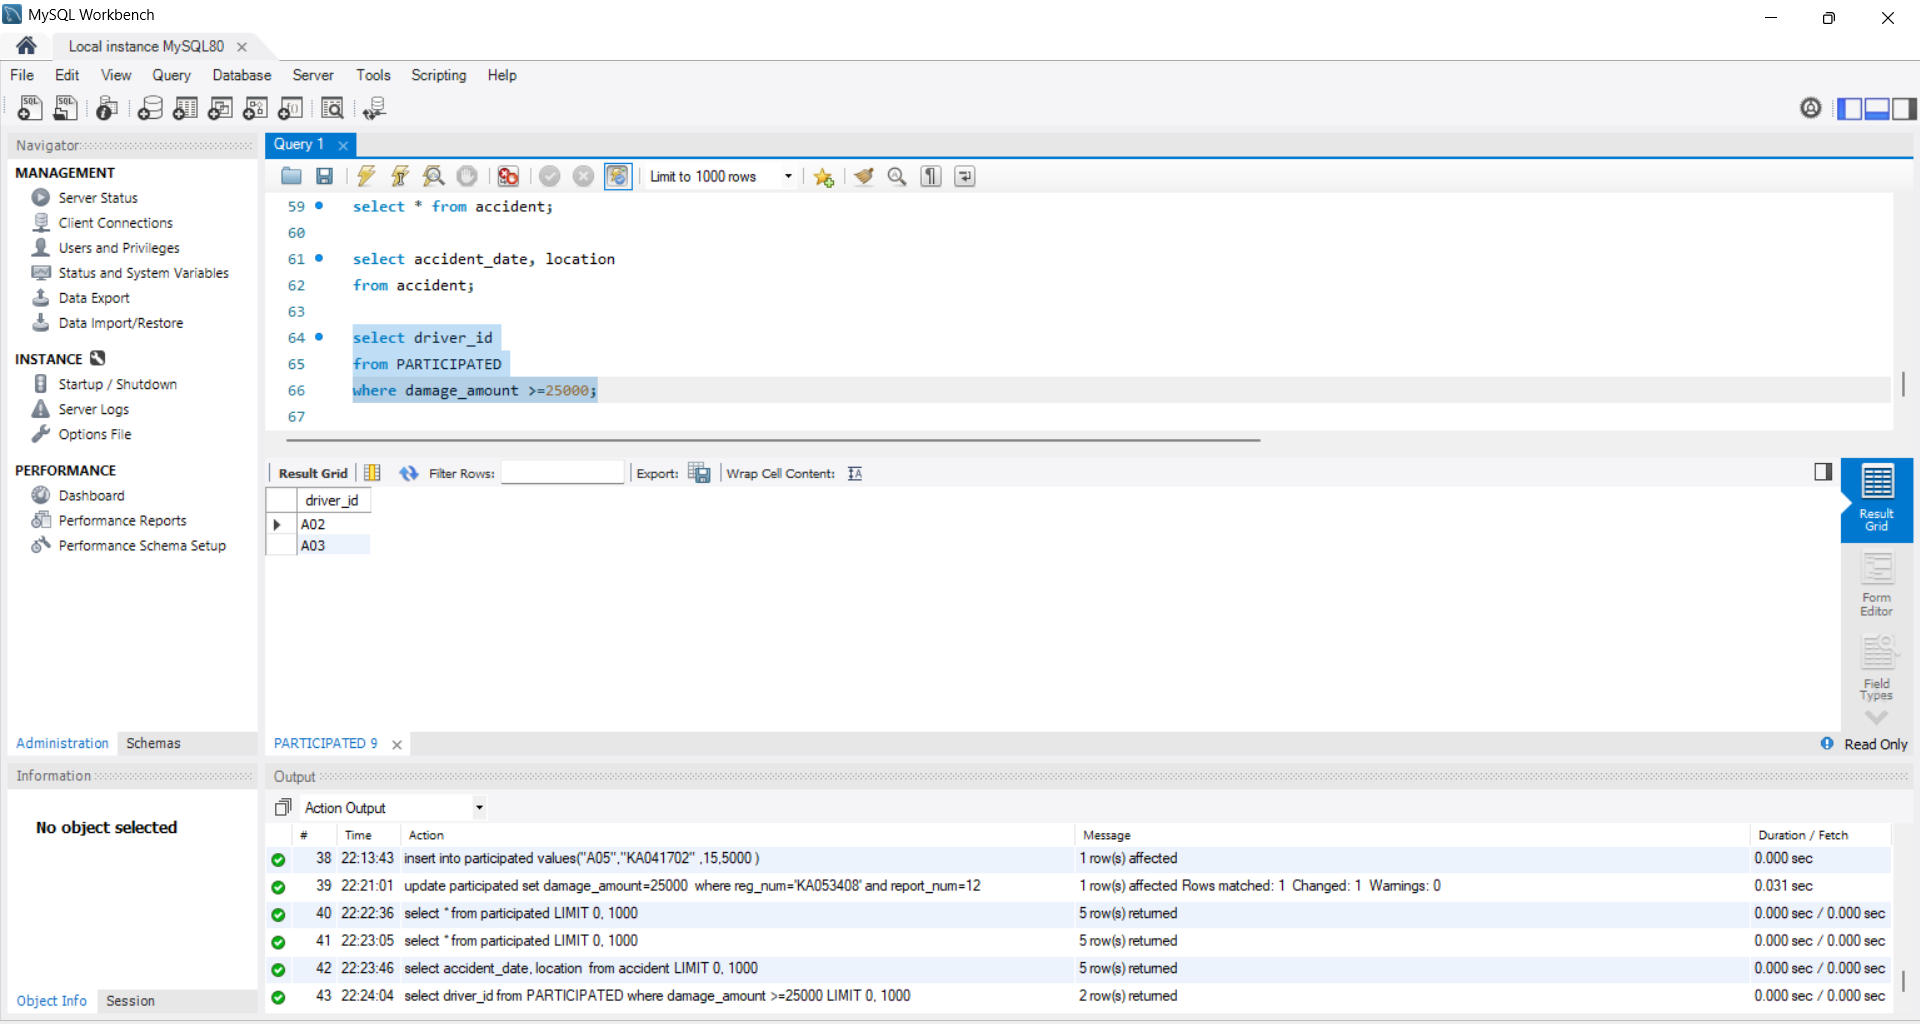 MySQL Workbench
Local instance MySQL80
File Edit View Query Database Server Tools Scripting Help
Navigator
MANAGEMENT
Server Status
Client Connections
Users and Privileges
Status and System Variables
Data Export
Data Import/Restore
INSTANCE
Startup / Shutdown
Server Logs
Options File
PERFORMANCE
Dashboard
Performance Reports
Performance Schema Setup
Administration Schemas
Information
No object selected
Object Info Session
Query 1
Limit to 1000 rows
59 select * from accident;
60
61 select accident_date, location
62 from accident;
63
64 select driver_id
65 from PARTICIPATED
66 where damage_amount >=25000;
67
Result Grid Filter Rows: Export: Wrap Cell Content:
driver_id
A02
A03
Result Grid
Form Editor
Field Types
PARTICIPATED 9
Read Only
Output
Action Output
# Time Action Message Duration / Fetch
38 22:13:43 insert into participated values("A05","KA041702" ,15,5000 ) 1 row(s) affected 0.000 sec
39 22:21:01 update participated set damage_amount=25000 where reg_num='KA053408' and report_num=12 1 row(s) affected Rows matched: 1 Changed: 1 Warnings: 0 0.031 sec
40 22:22:36 select * from participated LIMIT 0, 1000 5 row(s) returned 0.000 sec / 0.000 sec
41 22:23:05 select * from participated LIMIT 0, 1000 5 row(s) returned 0.000 sec / 0.000 sec
42 22:23:46 select accident_date, location from accident LIMIT 0, 1000 5 row(s) returned 0.000 sec / 0.000 sec
43 22:24:04 select driver_id from PARTICIPATED where damage_amount >=25000 LIMIT 0, 1000 2 row(s) returned 0.000 sec / 0.000 sec